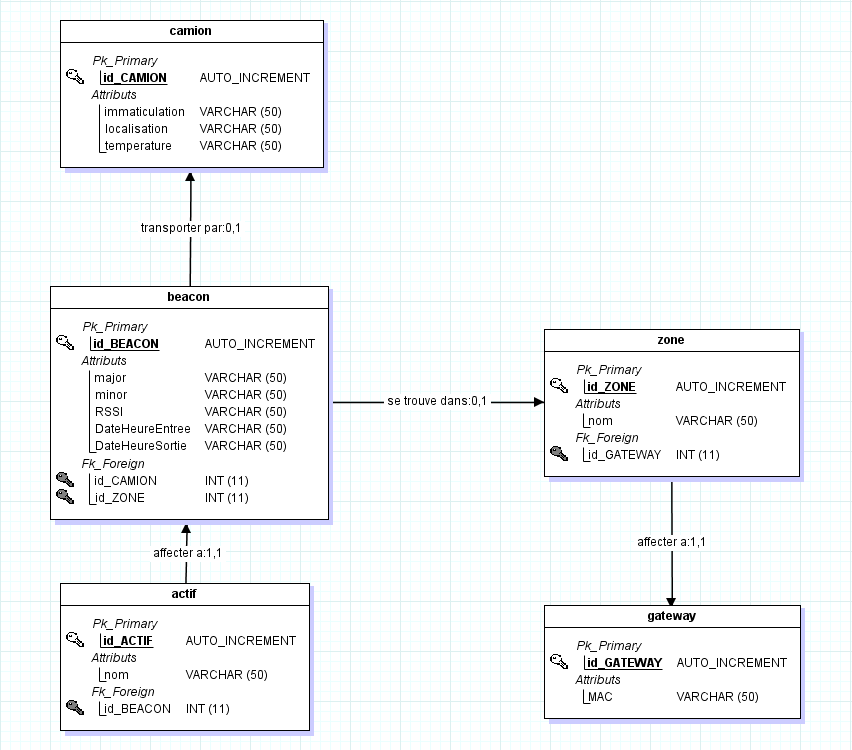 camion
Pk_Primary
id_CAMION AUTO_INCREMENT
Attributs
immaticulation VARCHAR (50)
localisation VARCHAR (50)
temperature VARCHAR (50)
transporter par:0,1
beacon
Pk_Primary
id_BEACON AUTO_INCREMENT
Attributs
major VARCHAR (50)
minor VARCHAR (50)
RSSI VARCHAR (50)
DateHeureEntree VARCHAR (50)
DateHeureSortie VARCHAR (50)
Fk_Foreign
id_CAMION INT (11)
id_ZONE INT (11)
se trouve dans:0,1
zone
Pk_Primary
id_ZONE AUTO_INCREMENT
Attributs
nom VARCHAR (50)
Fk_Foreign
id_GATEWAY INT (11)
affecter a:1,1
actif
Pk_Primary
id_ACTIF AUTO_INCREMENT
Attributs
nom VARCHAR (50)
Fk_Foreign
id_BEACON INT (11)
affecter a:1,1
gateway
Pk_Primary
id_GATEWAY AUTO_INCREMENT
Attributs
MAC VARCHAR (50)